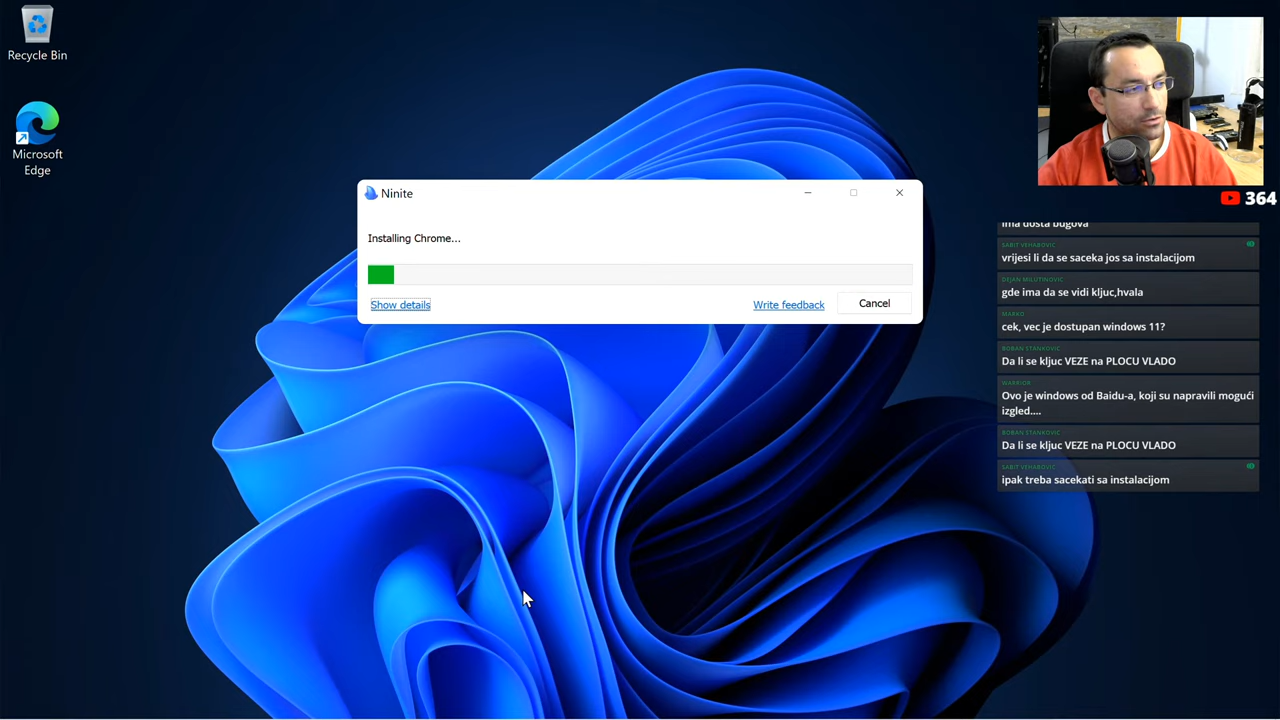 Recycle Bin
Microsoft
Edge
Ninite
Installing Chrome...
Show details
Write feedback
Cancel
364
ima dosta bugova
SABIT VEHABOVIC
vrijesi li da se saceka jos sa instalacijom
DEJAN MILUTINOVIC
gde ima da se vidi kljuc,hvala
MARKO
cek, vec je dostupan windows 11?
BOBAN STANKOVIC
Da li se kljuc VEZE na PLOCU VLADO
WARRIOR
Ovo je windows od Baidu-a, koji su napravili mogući
izgled....
BOBAN STANKOVIC
Da li se kljuc VEZE na PLOCU VLADO
SABIT VEHABOVIC
ipak treba sacekati sa instalacijom